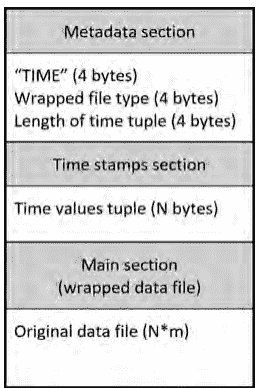 Metadata section
“TIME” (4 bytes)
Wrapped file type (4 bytes)
Length of time tuple (4 bytes)
Time stamps section
Time values tuple (N bytes)
Main section
(wrapped data file)
Original data file (N*m)